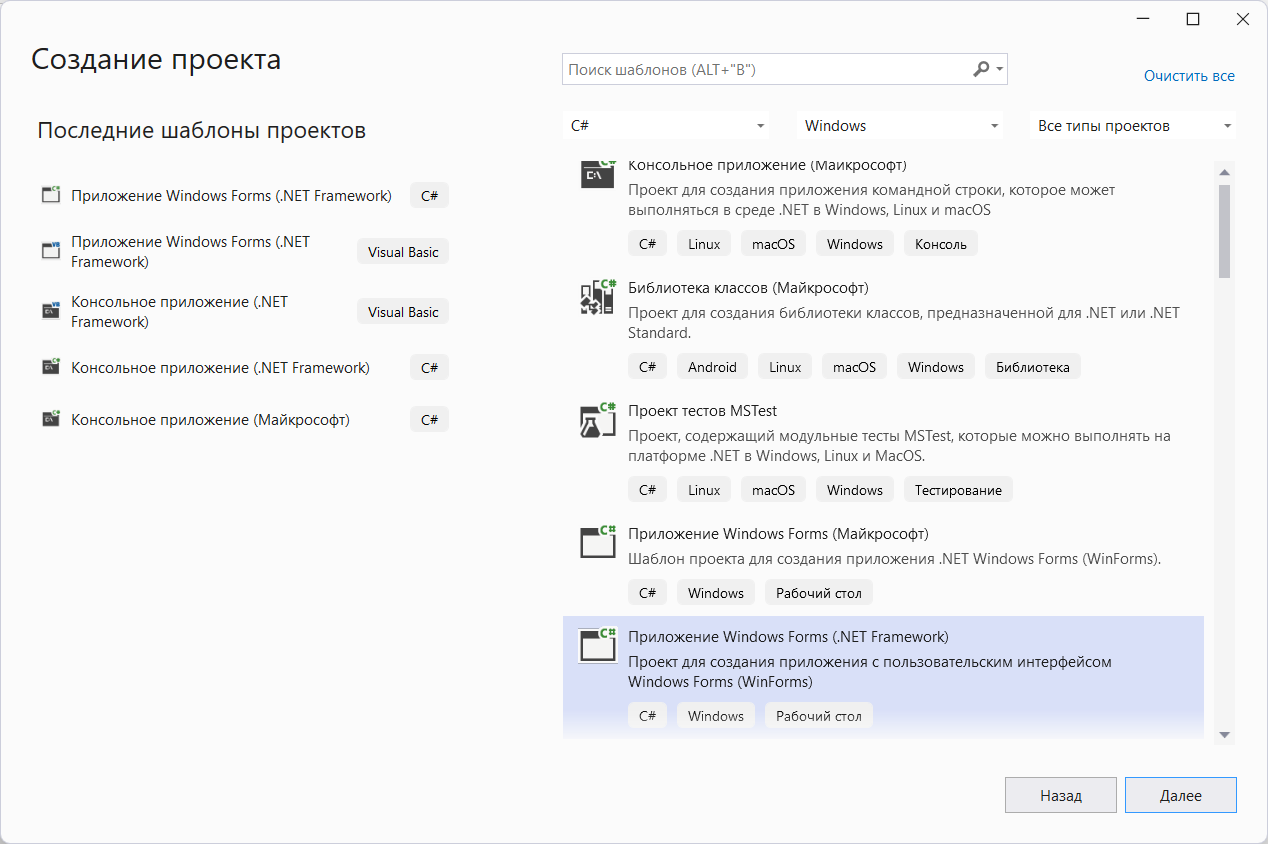 Создание проекта
Поиск шаблонов (ALT+"В")
Очистить все
Последние шаблоны проектов
C#
Windows
Все типы проектов
Приложение Windows Forms (.NET Framework)
C#
Приложение Windows Forms (.NET
Framework)
Visual Basic
Консольное приложение (.NET
Framework)
Visual Basic
Консольное приложение (.NET Framework)
C#
Консольное приложение (Майкрософт)
C#
Консольное приложение (Майкрософт)
Проект для создания приложения командной строки, которое может
выполняться в среде .NET в Windows, Linux и macOS
C# Linux macOS Windows Консоль
Библиотека классов (Майкрософт)
Проект для создания библиотеки классов, предназначенной для .NET или .NET
Standard.
C# Android Linux macOS Windows Библиотека
Проект тестов MSTest
Проект, содержащий модульные тесты MSTest, которые можно выполнять на
платформе .NET в Windows, Linux и MacOS.
C# Linux macOS Windows Тестирование
Приложение Windows Forms (Майкрософт)
Шаблон проекта для создания приложения .NET Windows Forms (WinForms).
C# Windows Рабочий стол
Приложение Windows Forms (.NET Framework)
Проект для создания приложения с пользовательским интерфейсом
Windows Forms (WinForms)
C# Windows Рабочий стол
Назад
Далее